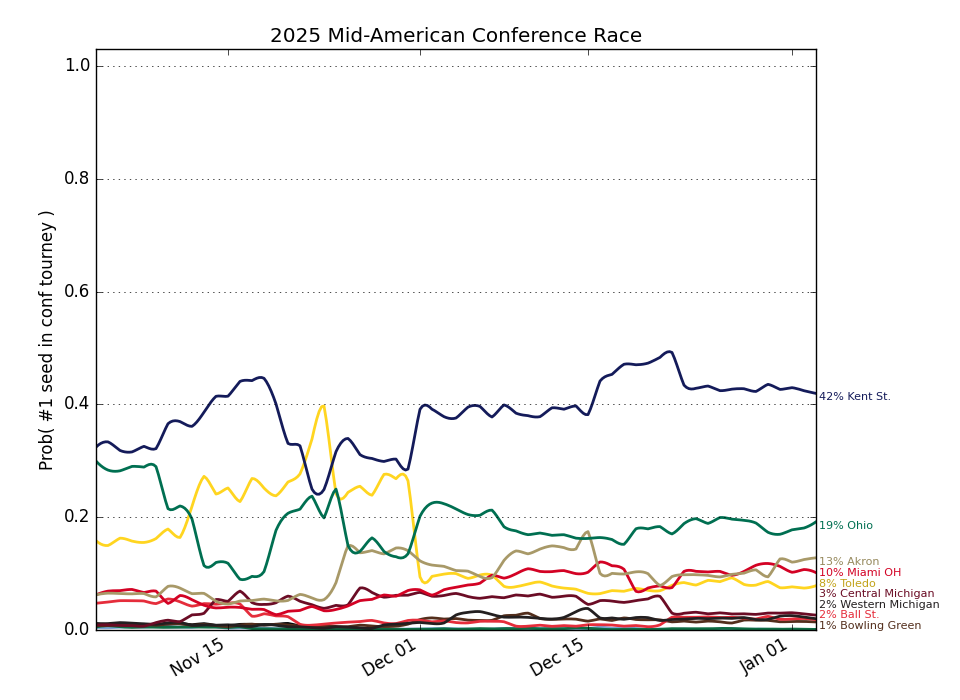 2025 Mid-American Conference Race
Prob( #1 seed in conf tourney )
1.0
0.8
0.6
0.4
0.2
0.0
Nov 15
Dec 01
Dec 15
Jan 01
42% Kent St.
19% Ohio
13% Akron
10% Miami OH
8% Toledo
3% Central Michigan
2% Western Michigan
2% Ball St.
1% Bowling Green